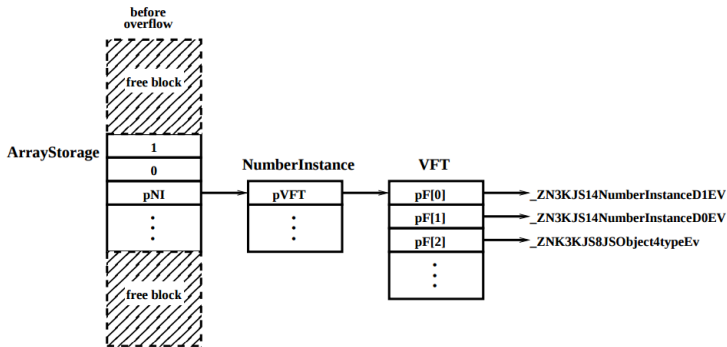 before
overflow
free block
ArrayStorage
1
0
pNI
NumberInstance
pVFT
VFT
pF[0]
_ZN3KJS14NumberInstanceD1EV
pF[1]
_ZN3KJS14NumberInstanceD0EV
pF[2]
_ZNK3KJS8JSObject4typeEv
free block